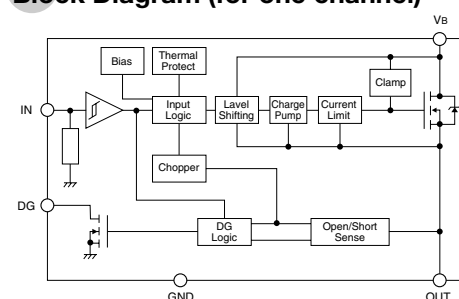 Block Diagram (for one channel)
VB
Bias
Thermal
Protect
Clamp
IN
Input
Logic
Lavel
Shifting
Charge
Pump
Current
Limit
Chopper
DG
DG
Logic
Open/Short
Sense
GND
OUT